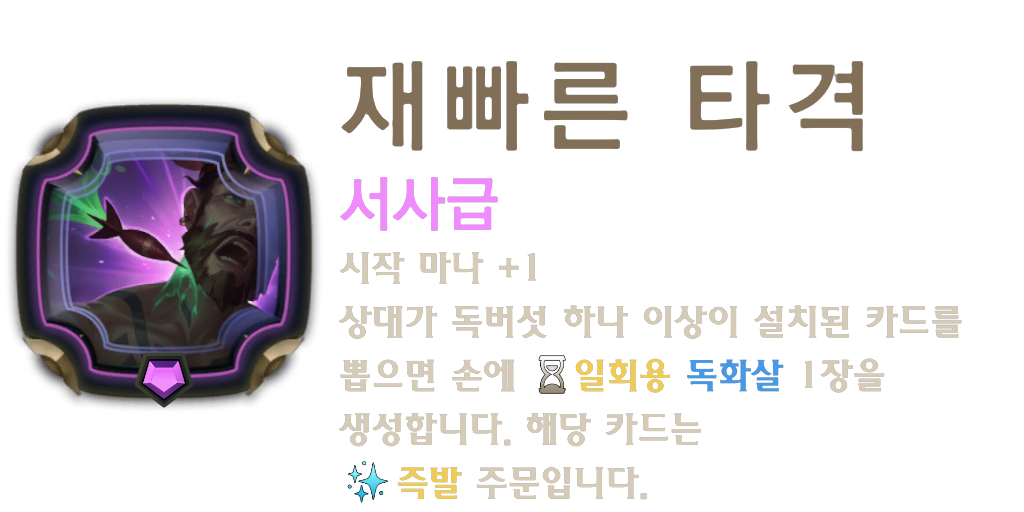 재빠른 타격
서사급
시작 마나 +1
상대가 독버섯 하나 이상이 설치된 카드를
뽑으면 손에 일회용 독화살 1장을
생성합니다. 해당 카드는
즉발 주문입니다.